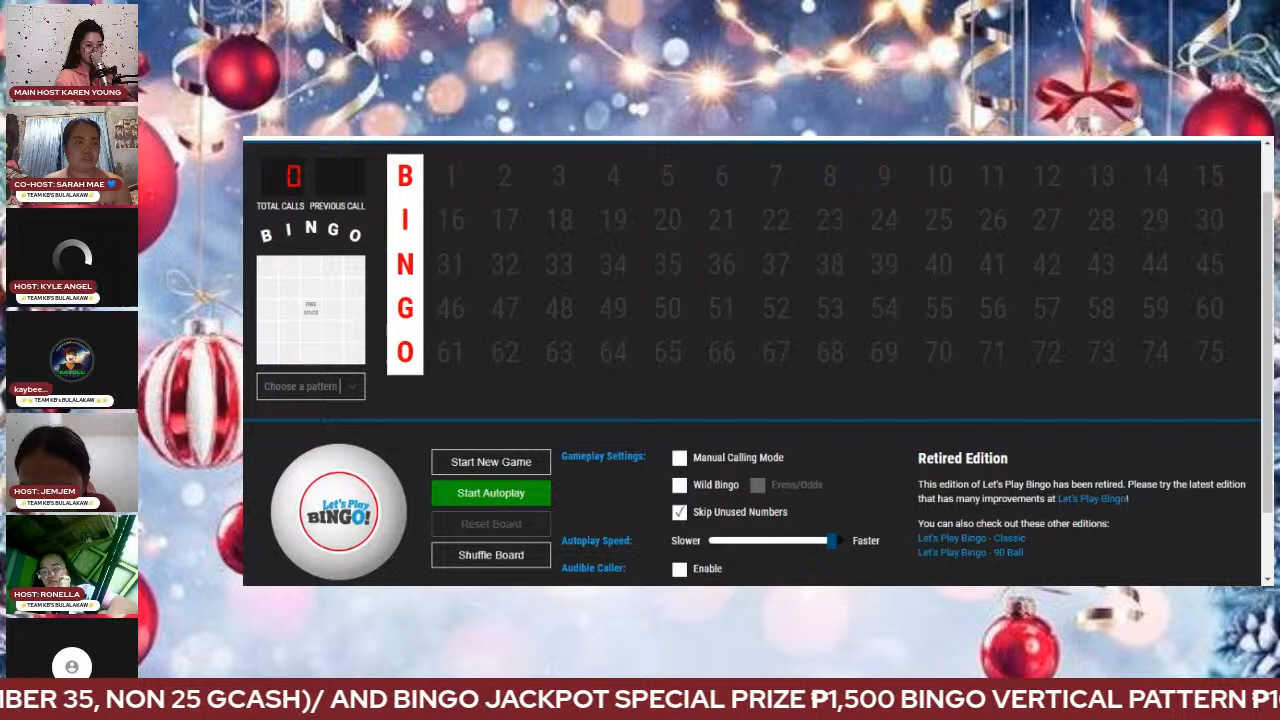 MAIN HOST KAREN YOUNG
CO-HOST: SARAH MAE 💙
TEAM KB'S BULALAKAW
HOST: KYLE ANGEL
TEAM KB'S BULALAKAW
kaybee...
TEAM KB's BULALAKAW
HOST: JEMJEM
TEAM KB'S BULALAKAW
HOST: RONELLA
TEAM KB'S BULALAKAW
0
TOTAL CALLS PREVIOUS CALL
B I N G O
FREE
SPACE
Choose a pattern
B 1 2 3 4 5 6 7 8 9 10 11 12 13 14 15
I 16 17 18 19 20 21 22 23 24 25 26 27 28 29 30
N 31 32 33 34 35 36 37 38 39 40 41 42 43 44 45
G 46 47 48 49 50 51 52 53 54 55 56 57 58 59 60
O 61 62 63 64 65 66 67 68 69 70 71 72 73 74 75
Let's Play
BINGO!
Start New Game
Start Autoplay
Reset Board
Shuffle Board
Gameplay Settings:
Manual Calling Mode
Wild Bingo Evens/Odds
Skip Unused Numbers
Autoplay Speed: Slower Faster
Audible Caller: Enable
Retired Edition
This edition of Let's Play Bingo has been retired. Please try the latest edition
that has many improvements at Let's Play Bingo!
You can also check out these other editions:
Let's Play Bingo - Classic
Let's Play Bingo - 90 Ball
MBER 35, NON 25 GCASH)/ AND BINGO JACKPOT SPECIAL PRIZE ₱1,500 BINGO VERTICAL PATTERN ₱1